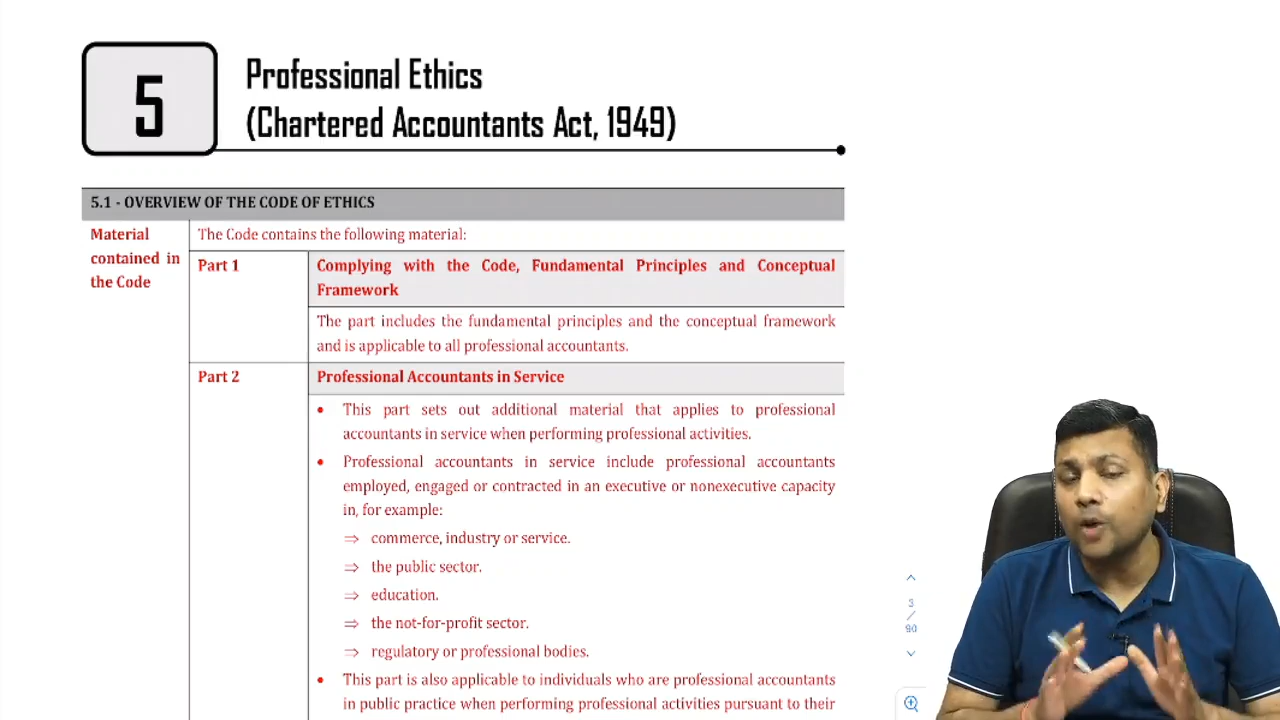 5
Professional Ethics
(Chartered Accountants Act, 1949)
5.1 - OVERVIEW OF THE CODE OF ETHICS
Material
contained in
the Code
The Code contains the following material:
Part 1
Complying with the Code, Fundamental Principles and Conceptual
Framework
The part includes the fundamental principles and the conceptual framework
and is applicable to all professional accountants.
Part 2
Professional Accountants in Service
• This part sets out additional material that applies to professional
accountants in service when performing professional activities.
• Professional accountants in service include professional accountants
employed, engaged or contracted in an executive or nonexecutive capacity
in, for example:
⇒ commerce, industry or service.
⇒ the public sector.
⇒ education.
⇒ the not-for-profit sector.
⇒ regulatory or professional bodies.
• This part is also applicable to individuals who are professional accountants
in public practice when performing professional activities pursuant to their
3
/
90